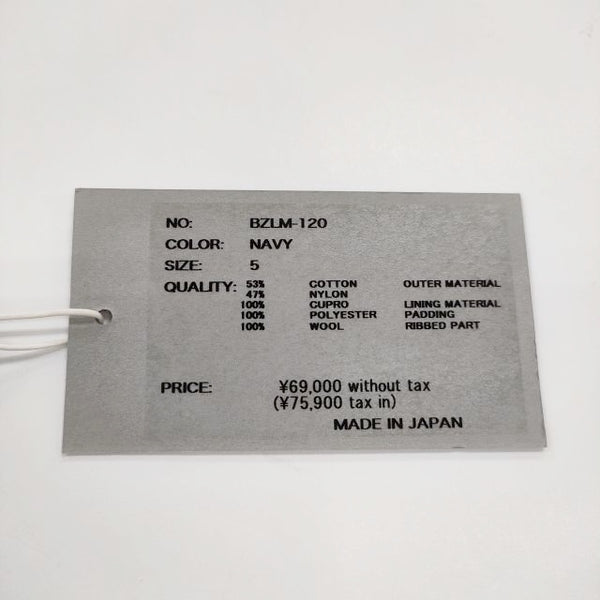 NO: BZLM-120
COLOR: NAVY
SIZE: 5
QUALITY: 53% COTTON OUTER MATERIAL
47% NYLON
100% CUPRO LINING MATERIAL
100% POLYESTER PADDING
100% WOOL RIBBED PART
PRICE: ¥69,000 without tax
(¥75,900 tax in)
MADE IN JAPAN